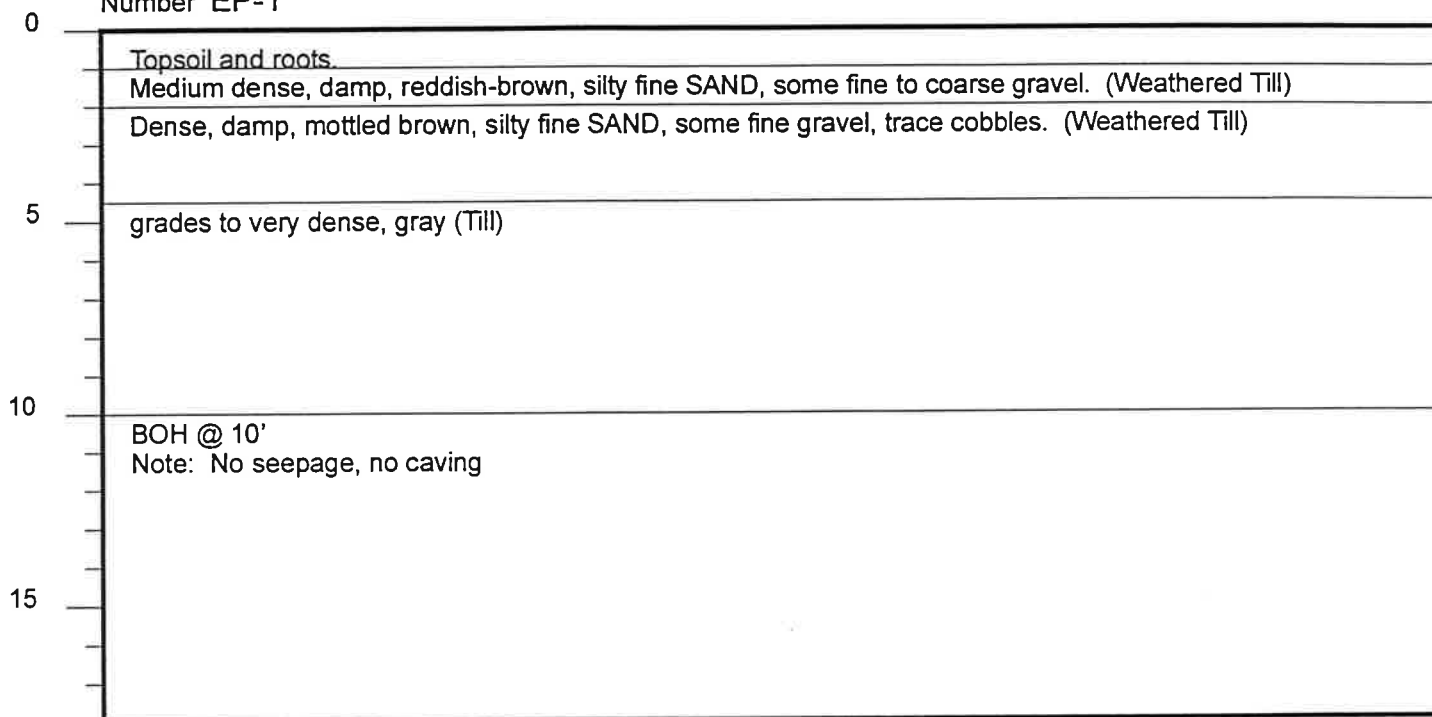 Number EP-1
0
Topsoil and roots.
Medium dense, damp, reddish-brown, silty fine SAND, some fine to coarse gravel. (Weathered Till)
Dense, damp, mottled brown, silty fine SAND, some fine gravel, trace cobbles. (Weathered Till)
5
grades to very dense, gray (Till)
10
BOH @ 10'
Note: No seepage, no caving
15